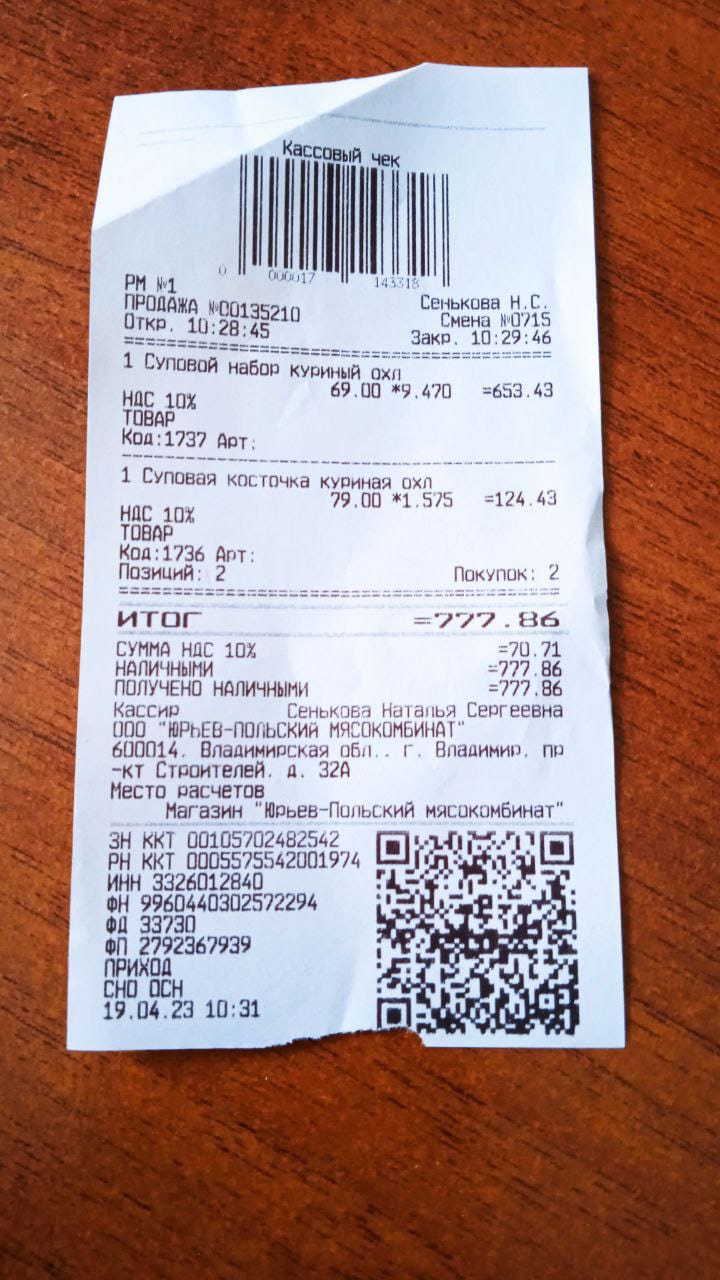 Кассовый чек
0 000017 143318
РМ №1
ПРОДАЖА №00135210 Сенькова Н.С.
Смена №0715
Откр. 10:28:45 Закр. 10:29:46
1 Суповой набор куриный охл
69.00 *9.470 =653.43
НДС 10%
ТОВАР
Код:1737 Арт:
1 Суповая косточка куриная охл
79.00 *1.575 =124.43
НДС 10%
ТОВАР
Код:1736 Арт:
Позиций: 2 Покупок: 2
ИТОГ =777.86
СУММА НДС 10% =70.71
НАЛИЧНЫМИ =777.86
ПОЛУЧЕНО НАЛИЧНЫМИ =777.86
Кассир Сенькова Наталья Сергеевна
ООО "ЮРЬЕВ-ПОЛЬСКИЙ МЯСОКОМБИНАТ"
600014, Владимирская обл., г. Владимир, пр
-кт Строителей, д. 32А
Место расчетов
Магазин "Юрьев-Польский мясокомбинат"
ЗН ККТ 00105702482542
РН ККТ 0005575542001974
ИНН 3326012840
ФН 9960440302572294
ФД 33730
ФП 2792367939
ПРИХОД
СНО ОСН
19.04.23 10:31